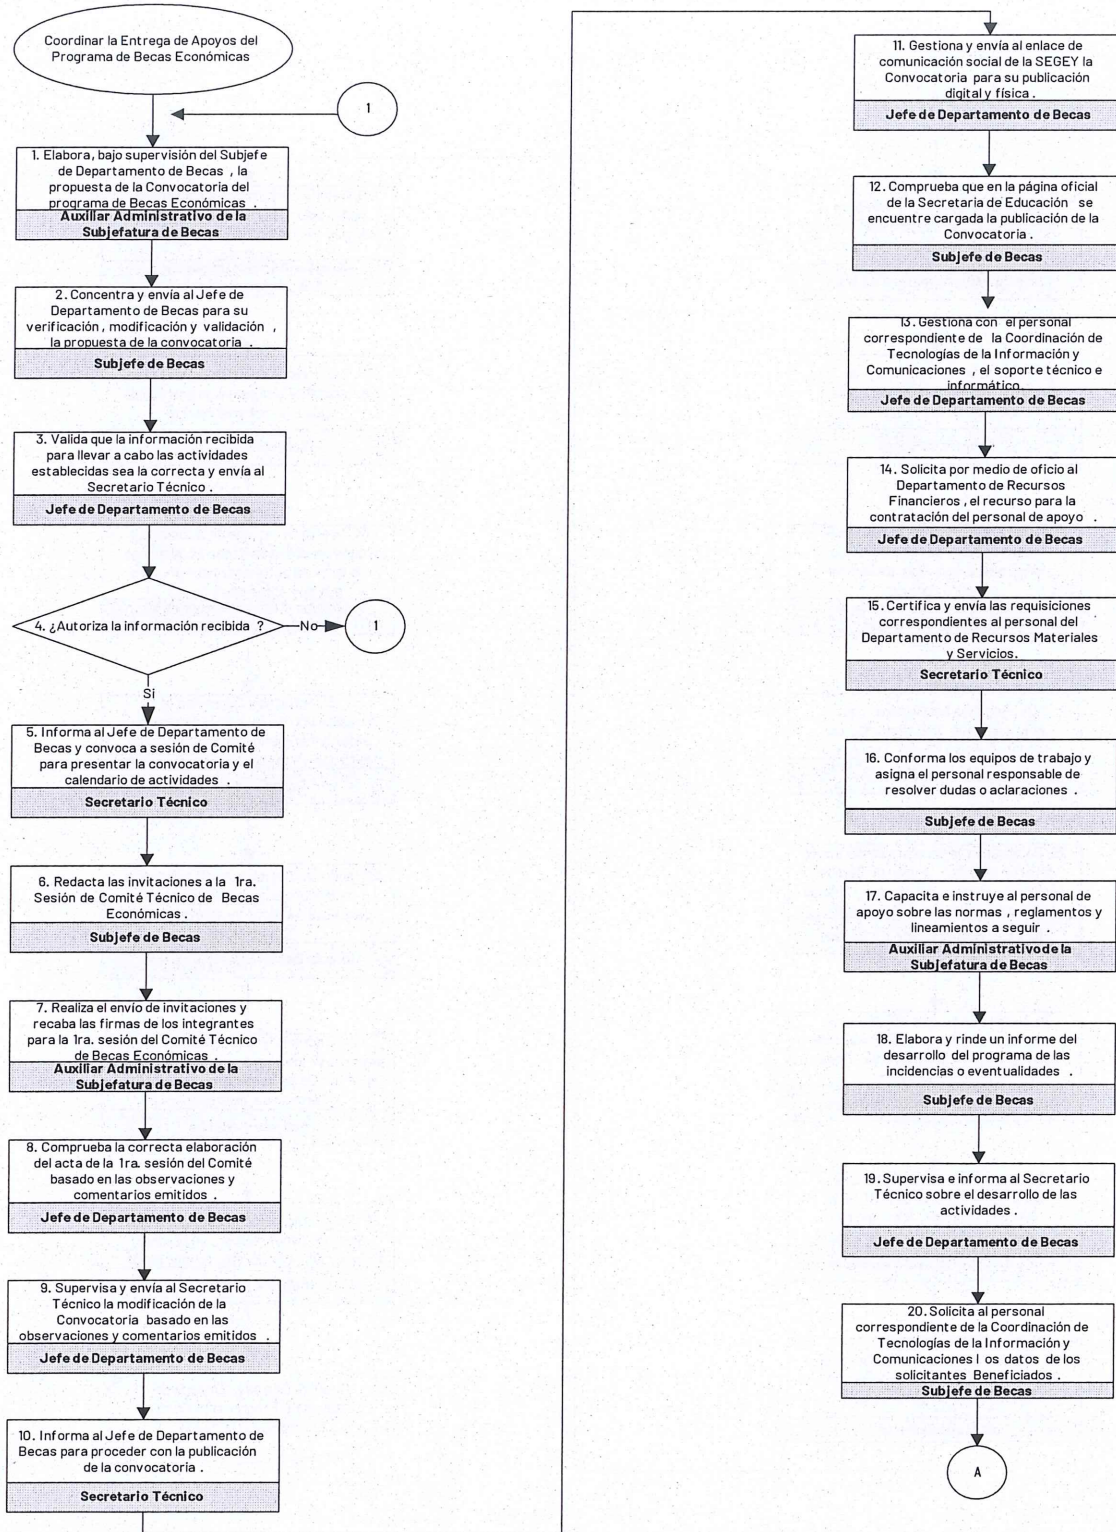 Coordinar la Entrega de Apoyos del
Programa de Becas Económicas
1
1. Elabora, bajo supervisión del Subjefe
de Departamento de Becas , la
propuesta de la Convocatoria del
programa de Becas Económicas .
Auxiliar Administrativo de la
Subjefatura de Becas
2. Concentra y envía al Jefe de
Departamento de Becas para su
verificación , modificación y validación ,
la propuesta de la convocatoria .
Subjefe de Becas
3. Valida que la información recibida
para llevar a cabo las actividades
establecidas sea la correcta y envía al
Secretario Técnico .
Jefe de Departamento de Becas
4. ¿Autoriza la información recibida ?
No
1
Si
5. Informa al Jefe de Departamento de
Becas y convoca a sesión de Comité
para presentar la convocatoria y el
calendario de actividades .
Secretario Técnico
6. Redacta las invitaciones a la 1ra.
Sesión de Comité Técnico de Becas
Económicas .
Subjefe de Becas
7. Realiza el envío de invitaciones y
recaba las firmas de los integrantes
para la 1ra. sesión del Comité Técnico
de Becas Económicas .
Auxiliar Administrativo de la
Subjefatura de Becas
8. Comprueba la correcta elaboración
del acta de la 1ra. sesión del Comité
basado en las observaciones y
comentarios emitidos .
Jefe de Departamento de Becas
9. Supervisa y envía al Secretario
Técnico la modificación de la
Convocatoria basado en las
observaciones y comentarios emitidos .
Jefe de Departamento de Becas
10. Informa al Jefe de Departamento de
Becas para proceder con la publicación
de la convocatoria .
Secretario Técnico
11. Gestiona y envía al enlace de
comunicación social de la SEGEY la
Convocatoria para su publicación
digital y física .
Jefe de Departamento de Becas
12. Comprueba que en la página oficial
de la Secretaria de Educación se
encuentre cargada la publicación de la
Convocatoria .
Subjefe de Becas
13. Gestiona con el personal
correspondiente de la Coordinación de
Tecnologías de la Información y
Comunicaciones , el soporte técnico e
informático.
Jefe de Departamento de Becas
14. Solicita por medio de oficio al
Departamento de Recursos
Financieros , el recurso para la
contratación del personal de apoyo .
Jefe de Departamento de Becas
15. Certifica y envía las requisiciones
correspondientes al personal del
Departamento de Recursos Materiales
y Servicios.
Secretario Técnico
16. Conforma los equipos de trabajo y
asigna el personal responsable de
resolver dudas o aclaraciones .
Subjefe de Becas
17. Capacita e instruye al personal de
apoyo sobre las normas , reglamentos y
lineamientos a seguir .
Auxiliar Administrativo de la
Subjefatura de Becas
18. Elabora y rinde un informe del
desarrollo del programa de las
incidencias o eventualidades .
Subjefe de Becas
19. Supervisa e informa al Secretario
Técnico sobre el desarrollo de las
actividades .
Jefe de Departamento de Becas
20. Solicita al personal
correspondiente de la Coordinación de
Tecnologías de la Información y
Comunicaciones l os datos de los
solicitantes Beneficiados .
Subjefe de Becas
A